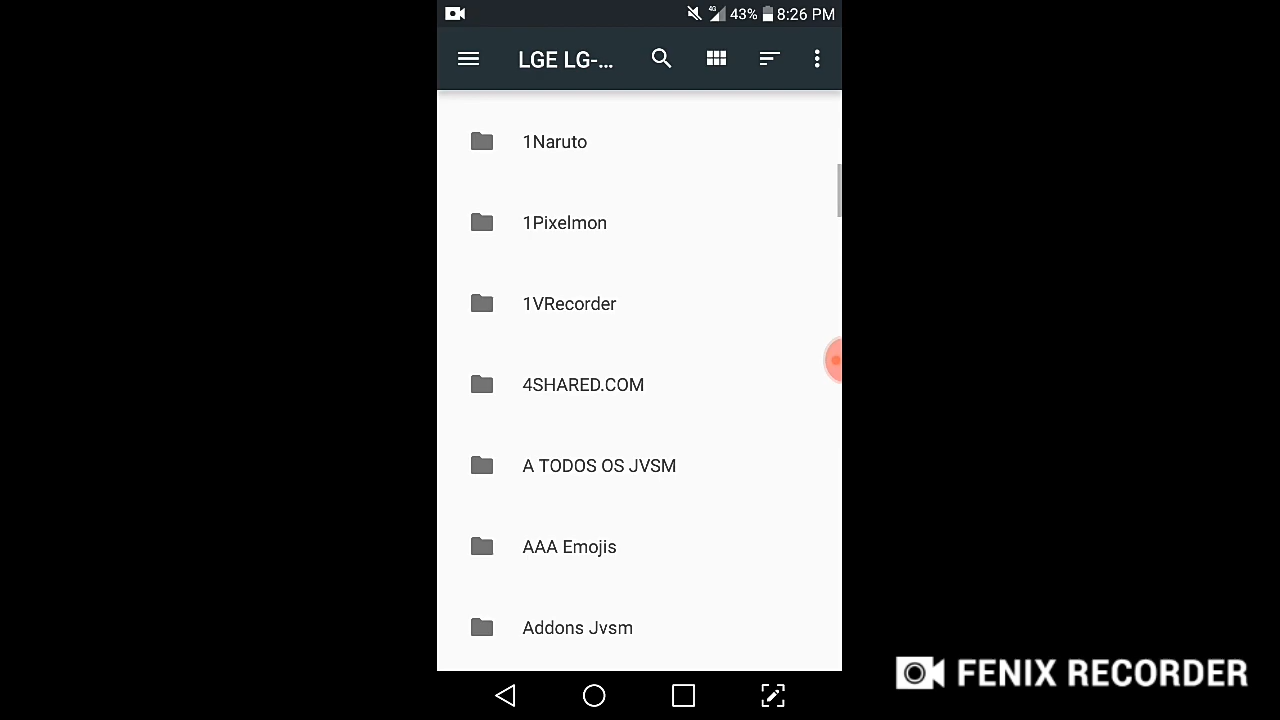 4G 43% 8:26 PM
LGE LG-...
1Naruto
1Pixelmon
1VRecorder
4SHARED.COM
A TODOS OS JVSM
AAA Emojis
Addons Jvsm
FENIX RECORDER